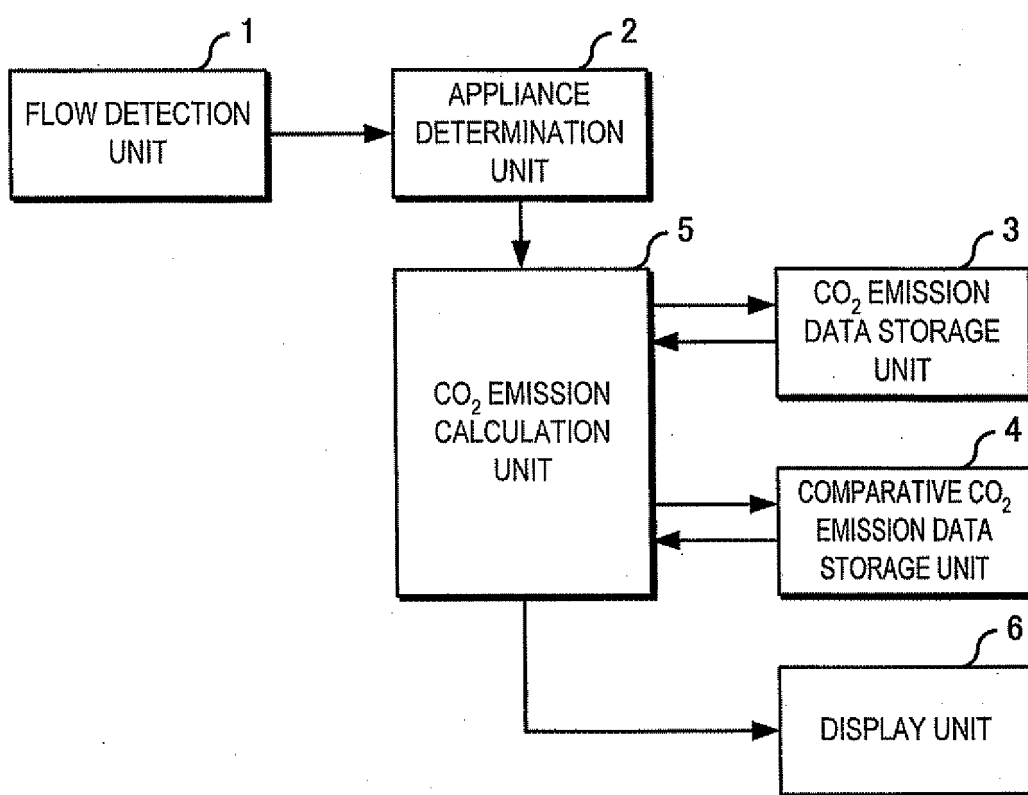 1
FLOW DETECTION
UNIT
2
APPLIANCE
DETERMINATION
UNIT
5
CO₂ EMISSION
CALCULATION
UNIT
3
CO₂ EMISSION
DATA STORAGE
UNIT
4
COMPARATIVE CO₂
EMISSION DATA
STORAGE UNIT
6
DISPLAY UNIT